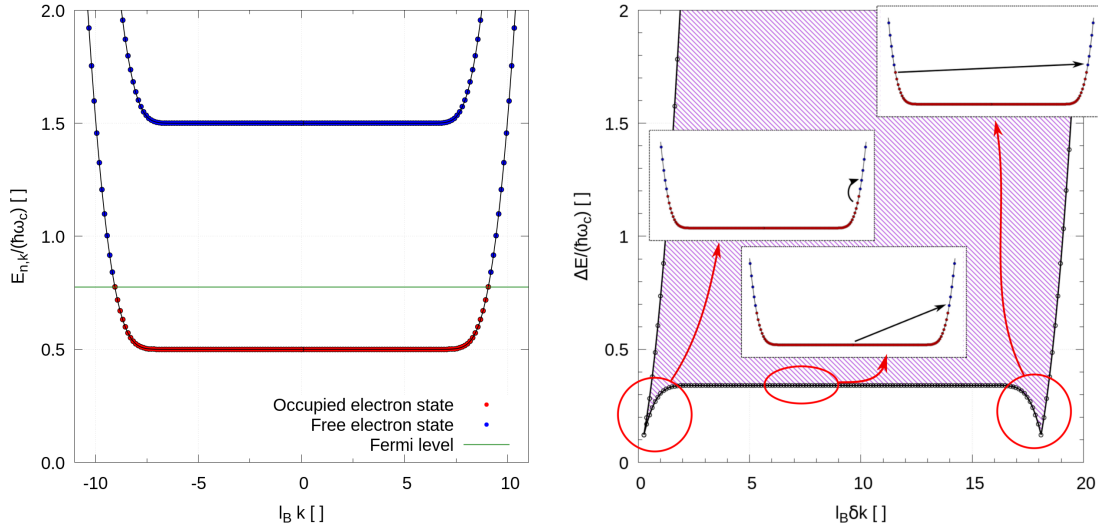 2.0
1.5
1.0
0.5
0.0
E_{n,k}/(ħω_c) [ ]
Occupied electron state
Free electron state
Fermi level
-10
-5
0
5
10
l_B k [ ]
2
1.5
1
0.5
0
ΔE/(ħω_c) [ ]
0
5
10
15
20
l_Bδk [ ]